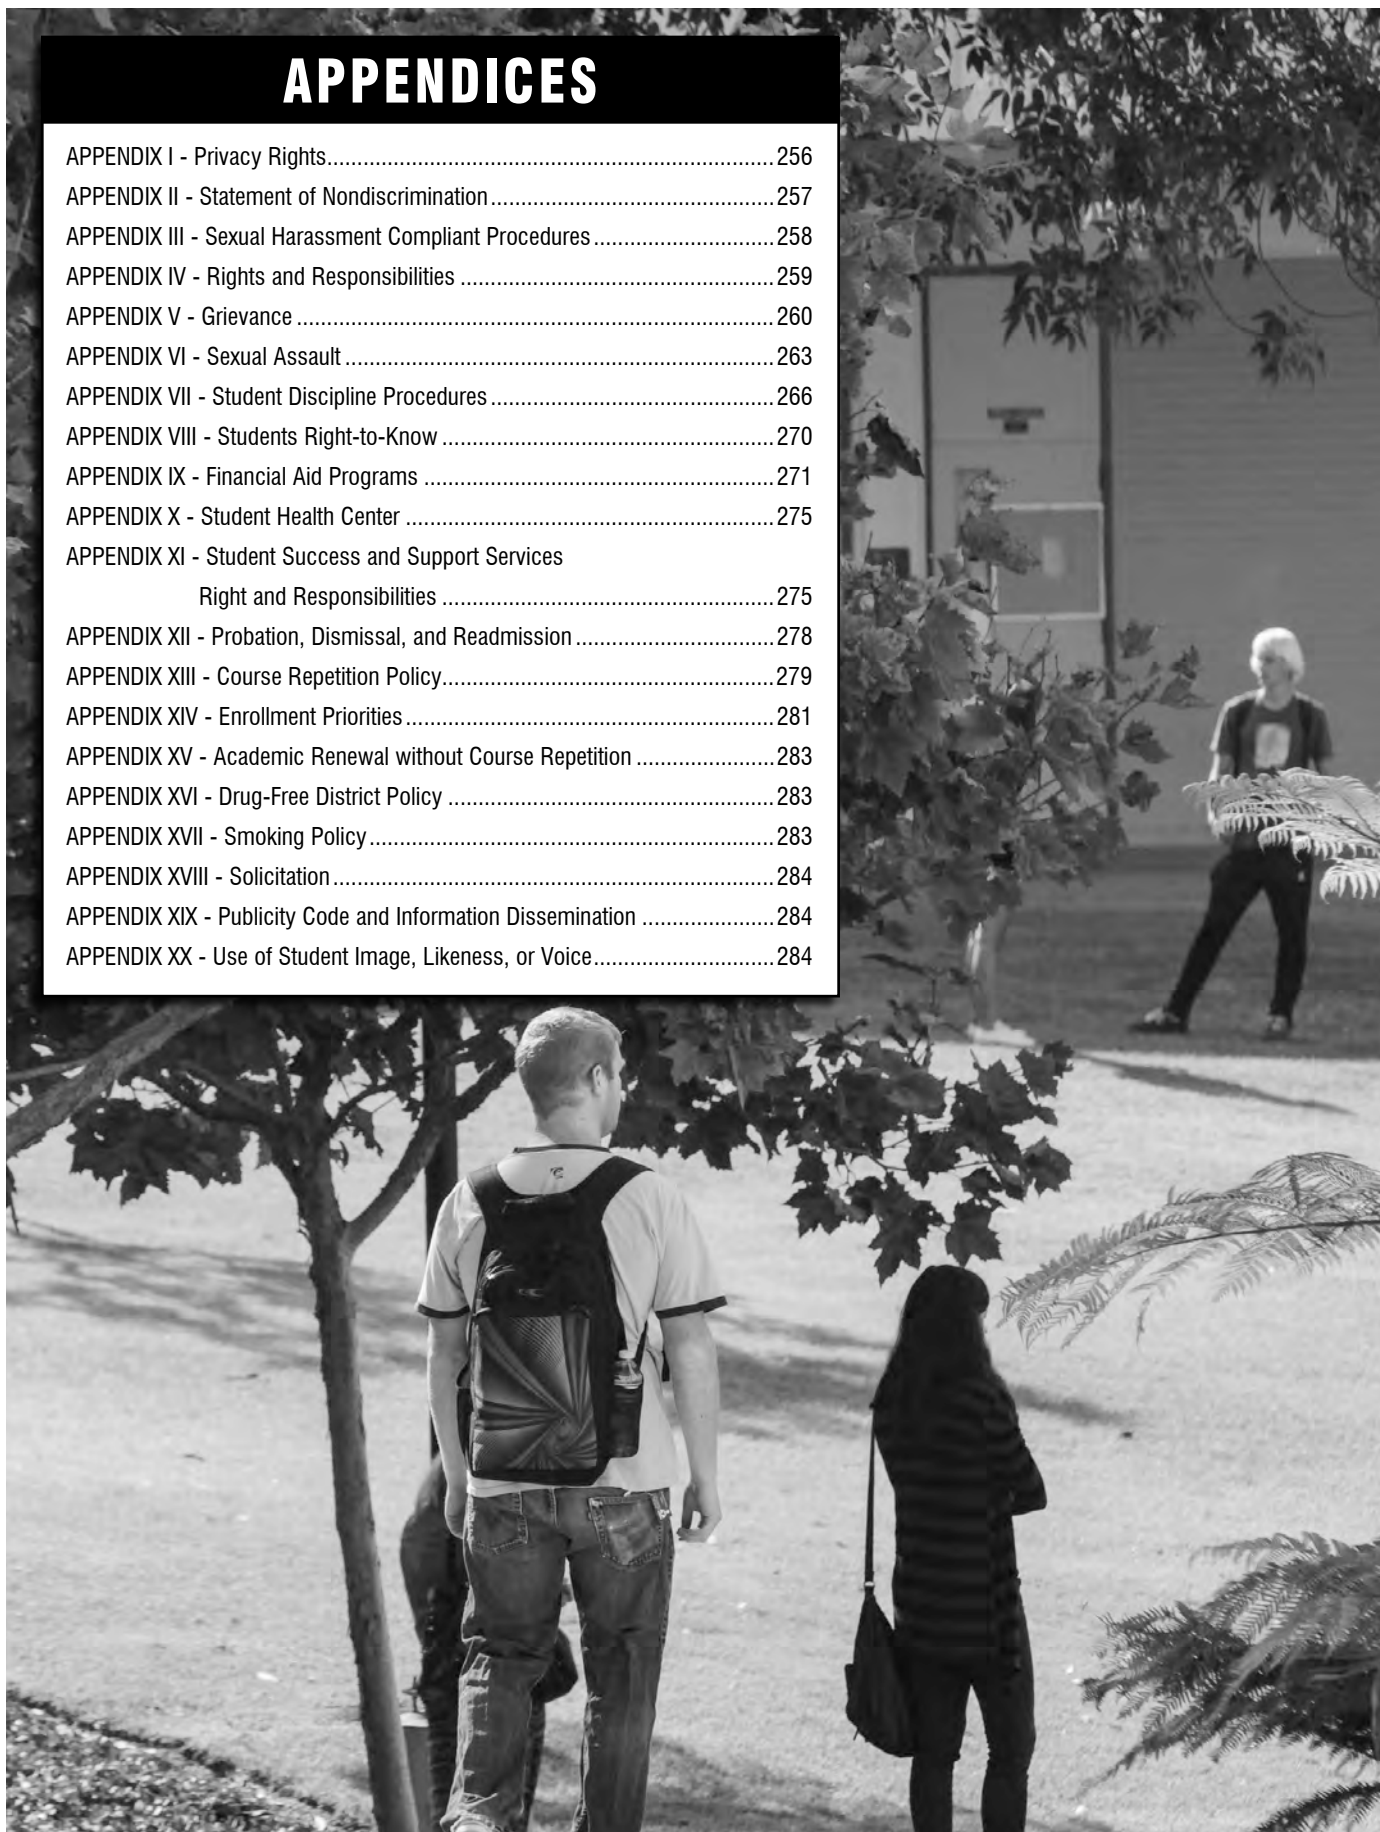 APPENDICES
APPENDIX I - Privacy Rights..........................................................................256
APPENDIX II - Statement of Nondiscrimination...............................................257
APPENDIX III - Sexual Harassment Compliant Procedures..............................258
APPENDIX IV - Rights and Responsibilities ....................................................259
APPENDIX V - Grievance ...............................................................................260
APPENDIX VI - Sexual Assault.......................................................................263
APPENDIX VII - Student Discipline Procedures...............................................266
APPENDIX VIII - Students Right-to-Know .......................................................270
APPENDIX IX - Financial Aid Programs ..........................................................271
APPENDIX X - Student Health Center .............................................................275
APPENDIX XI - Student Success and Support Services
Right and Responsibilities .......................................................275
APPENDIX XII - Probation, Dismissal, and Readmission.................................278
APPENDIX XIII - Course Repetition Policy.......................................................279
APPENDIX XIV - Enrollment Priorities.............................................................281
APPENDIX XV - Academic Renewal without Course Repetition .......................283
APPENDIX XVI - Drug-Free District Policy ......................................................283
APPENDIX XVII - Smoking Policy...................................................................283
APPENDIX XVIII - Solicitation.........................................................................284
APPENDIX XIX - Publicity Code and Information Dissemination ......................284
APPENDIX XX - Use of Student Image, Likeness, or Voice..............................284